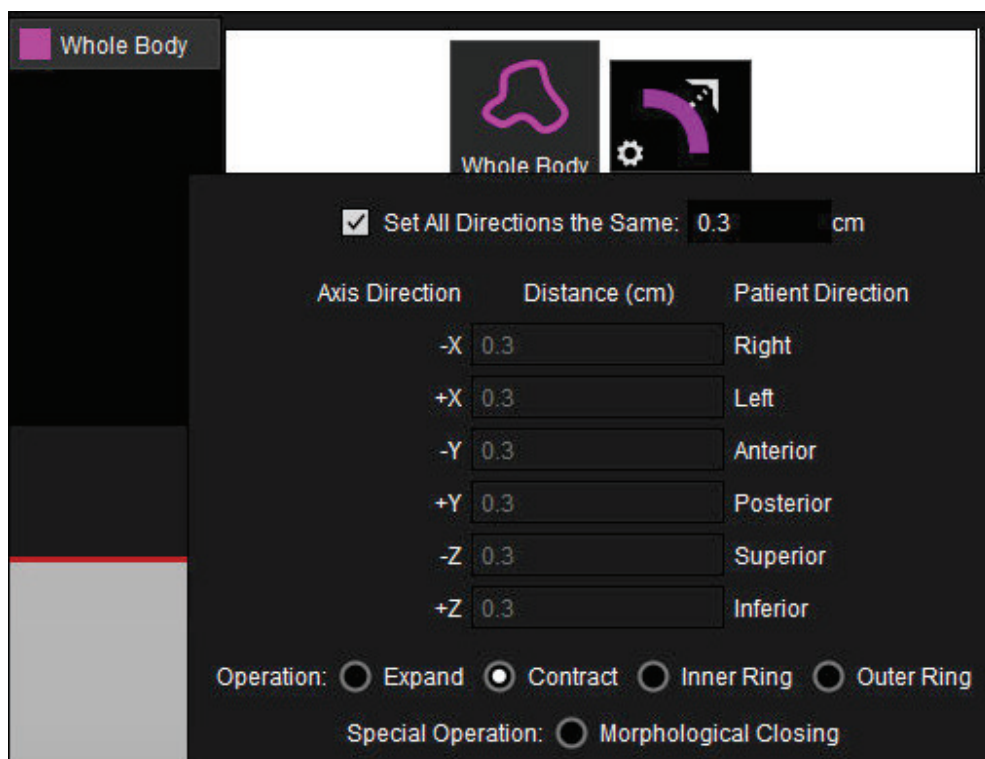 Whole Body
Whole Body
Set All Directions the Same: 0.3 cm
Axis Direction Distance (cm) Patient Direction
-X 0.3 Right
+X 0.3 Left
-Y 0.3 Anterior
+Y 0.3 Posterior
-Z 0.3 Superior
+Z 0.3 Inferior
Operation: Expand Contract Inner Ring Outer Ring
Special Operation: Morphological Closing